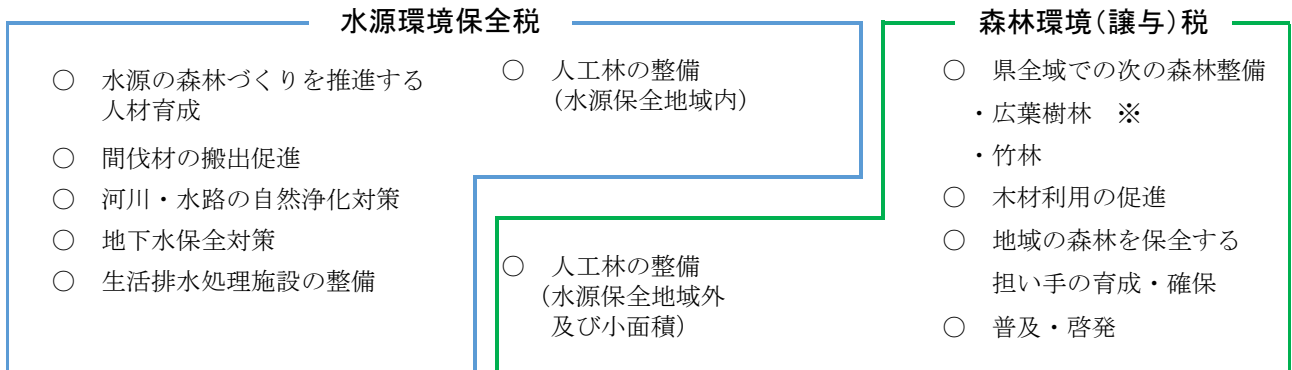 水源環境保全税
○ 水源の森林づくりを推進する
人材育成
○ 間伐材の搬出促進
○ 河川・水路の自然浄化対策
○ 地下水保全対策
○ 生活排水処理施設の整備
○ 人工林の整備
（水源保全地域内）
○ 人工林の整備
（水源保全地域外
及び小面積）
森林環境（譲与）税
○ 県全域での次の森林整備
・広葉樹林 ※
・竹林
○ 木材利用の促進
○ 地域の森林を保全する
担い手の育成・確保
○ 普及・啓発